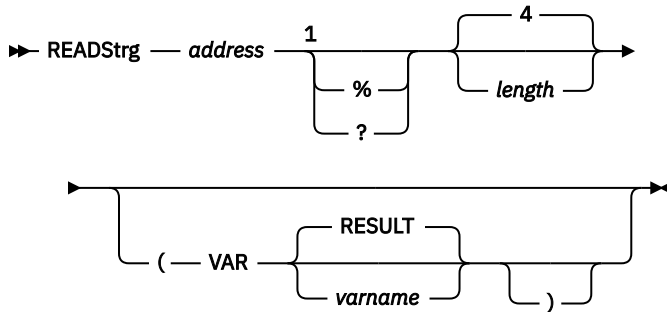 4
READStrg address 1 %
length
?
RESULT
( VAR
varname )